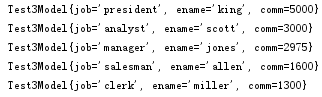 Test3Model{job='president', ename='king', comm=5000}
Test3Model{job='analyst', ename='scott', comm=3000}
Test3Model{job='manager', ename='jones', comm=2975}
Test3Model{job='salesman', ename='allen', comm=1600}
Test3Model{job='clerk', ename='miller', comm=1300}